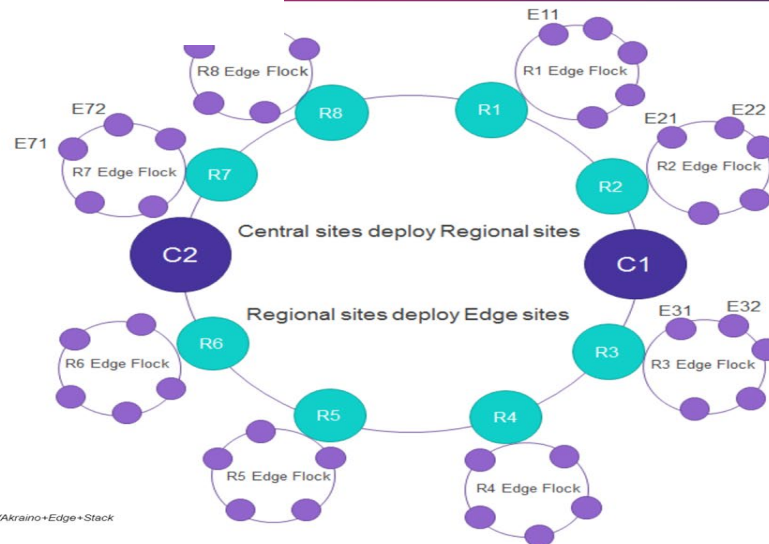 E11
R8 Edge Flock
R1 Edge Flock
E72
R8
R1
E21
E22
E71
R7 Edge Flock
R7
R2
R2 Edge Flock
Central sites deploy Regional sites
C2
C1
Regional sites deploy Edge sites
E31
E32
R6
R3
R6 Edge Flock
R3 Edge Flock
R5
R4
R5 Edge Flock
R4 Edge Flock
/Akraino+Edge+Stack